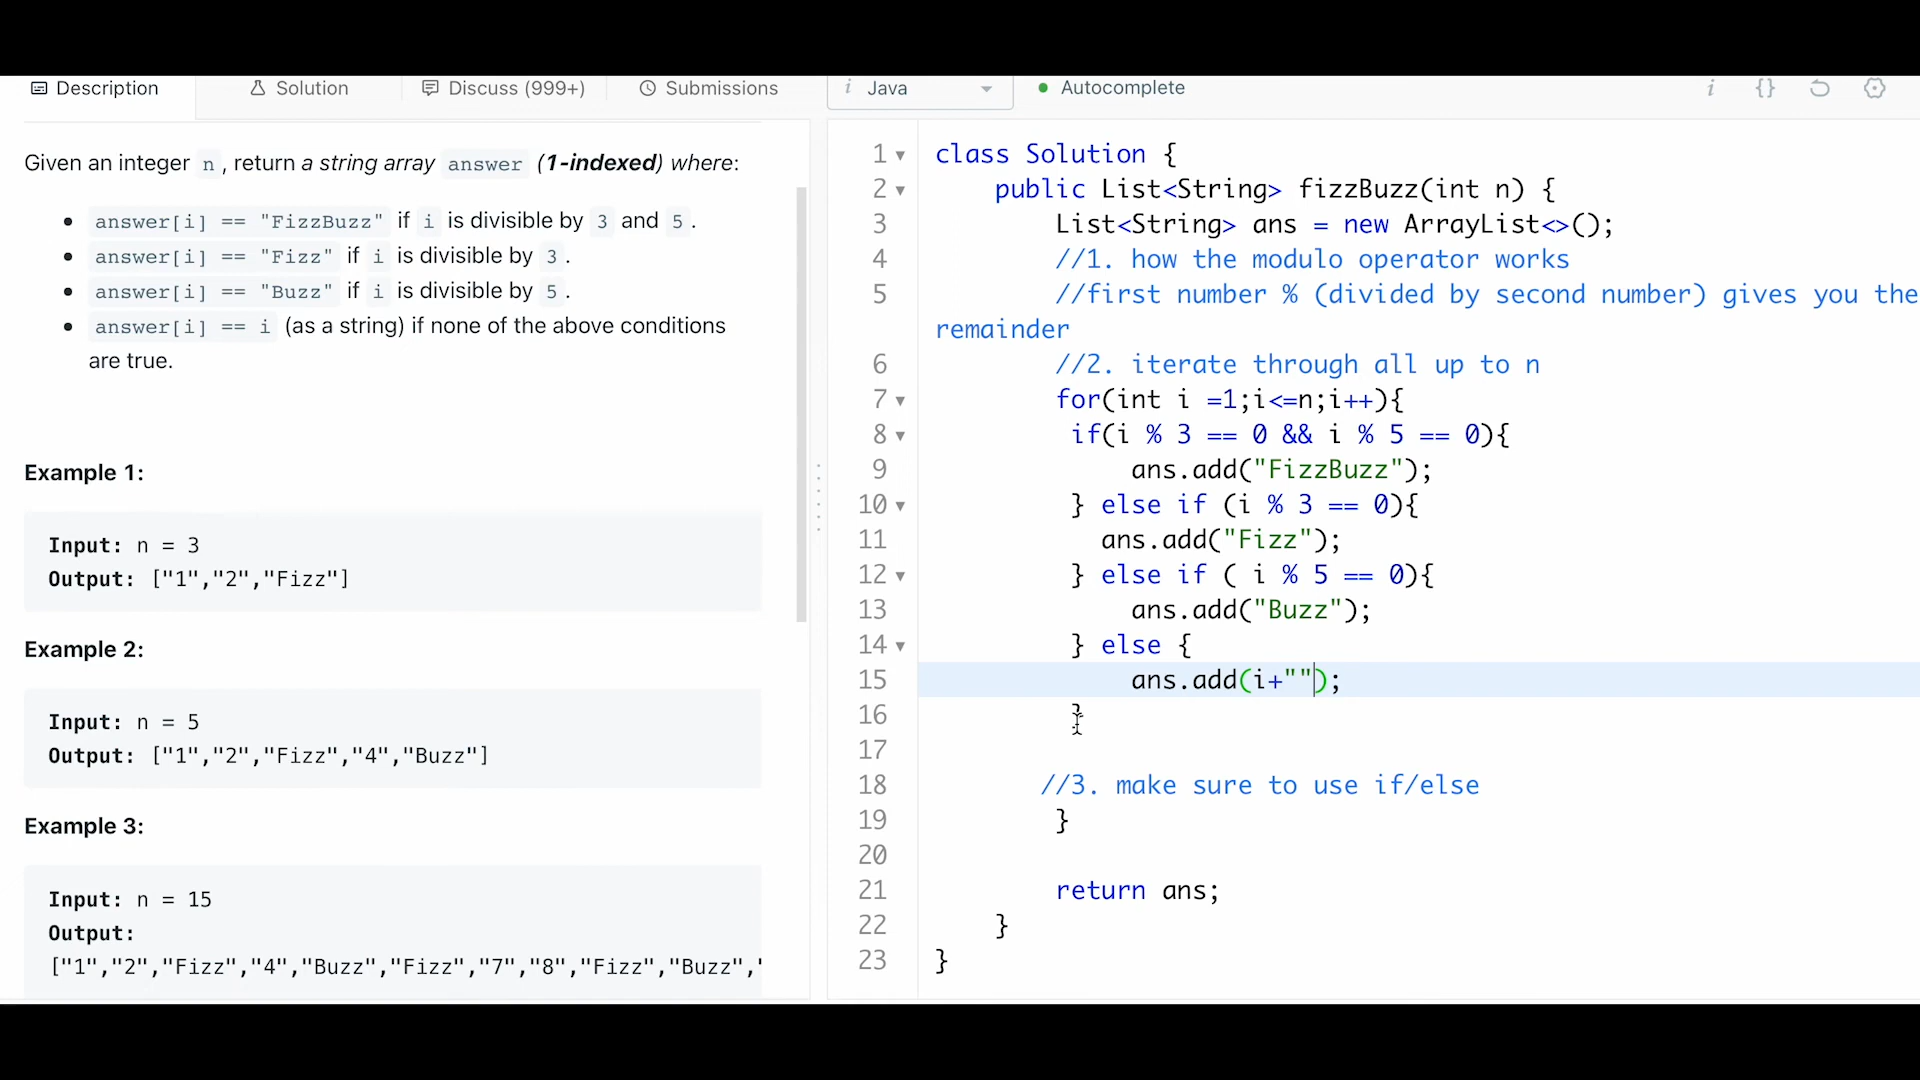 Description
Solution
Discuss (999+)
Submissions
i Java
Autocomplete
i {}
Given an integer n , return a string array answer (1-indexed) where:
• answer[i] == "FizzBuzz" if i is divisible by 3 and 5 .
• answer[i] == "Fizz" if i is divisible by 3 .
• answer[i] == "Buzz" if i is divisible by 5 .
• answer[i] == i (as a string) if none of the above conditions
are true.
Example 1:
Input: n = 3
Output: ["1","2","Fizz"]
Example 2:
Input: n = 5
Output: ["1","2","Fizz","4","Buzz"]
Example 3:
Input: n = 15
Output:
["1","2","Fizz","4","Buzz","Fizz","7","8","Fizz","Buzz","
1 class Solution {
2 public List<String> fizzBuzz(int n) {
3 List<String> ans = new ArrayList<>();
4 //1. how the modulo operator works
5 //first number % (divided by second number) gives you the
remainder
6 //2. iterate through all up to n
7 for(int i =1;i<=n;i++){
8 if(i % 3 == 0 && i % 5 == 0){
9 ans.add("FizzBuzz");
10 } else if (i % 3 == 0){
11 ans.add("Fizz");
12 } else if ( i % 5 == 0){
13 ans.add("Buzz");
14 } else {
15 ans.add(i+"");
16 }
17
18 //3. make sure to use if/else
19 }
20
21 return ans;
22 }
23 }